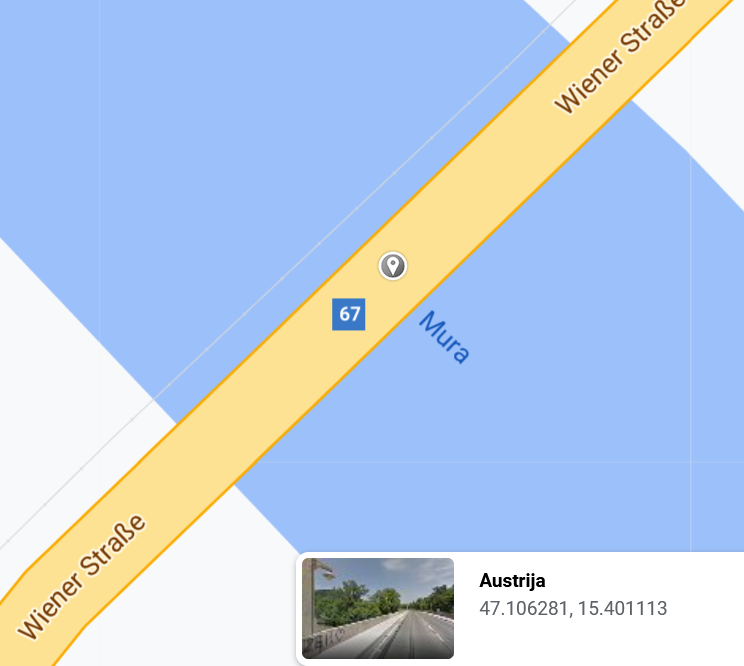 Wiener Straße
67
Mura
Wiener Straße
Austrija
47.106281, 15.401113